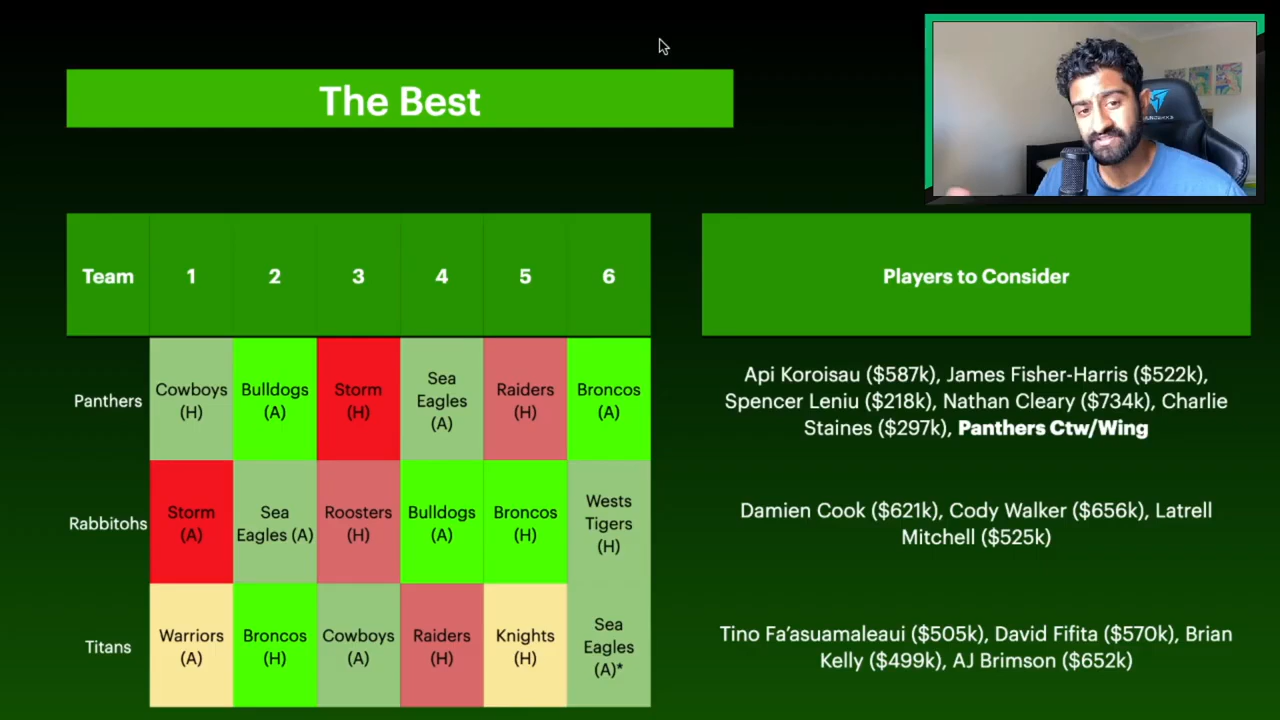 The Best
Team 1 2 3 4 5 6
Players to Consider
Panthers
Cowboys
(H)
Bulldogs
(A)
Storm
(H)
Sea
Eagles
(A)
Raiders
(H)
Broncos
(A)
Api Koroisau ($587k), James Fisher-Harris ($522k),
Spencer Leniu ($218k), Nathan Cleary ($734k), Charlie
Staines ($297k), Panthers Ctw/Wing
Rabbitohs
Storm
(A)
Sea
Eagles (A)
Roosters
(H)
Bulldogs
(A)
Broncos
(H)
Wests
Tigers
(H)
Damien Cook ($621k), Cody Walker ($656k), Latrell
Mitchell ($525k)
Titans
Warriors
(A)
Broncos
(H)
Cowboys
(A)
Raiders
(H)
Knights
(H)
Sea
Eagles
(A)*
Tino Fa’asuamaleaui ($505k), David Fifita ($570k), Brian
Kelly ($499k), AJ Brimson ($652k)